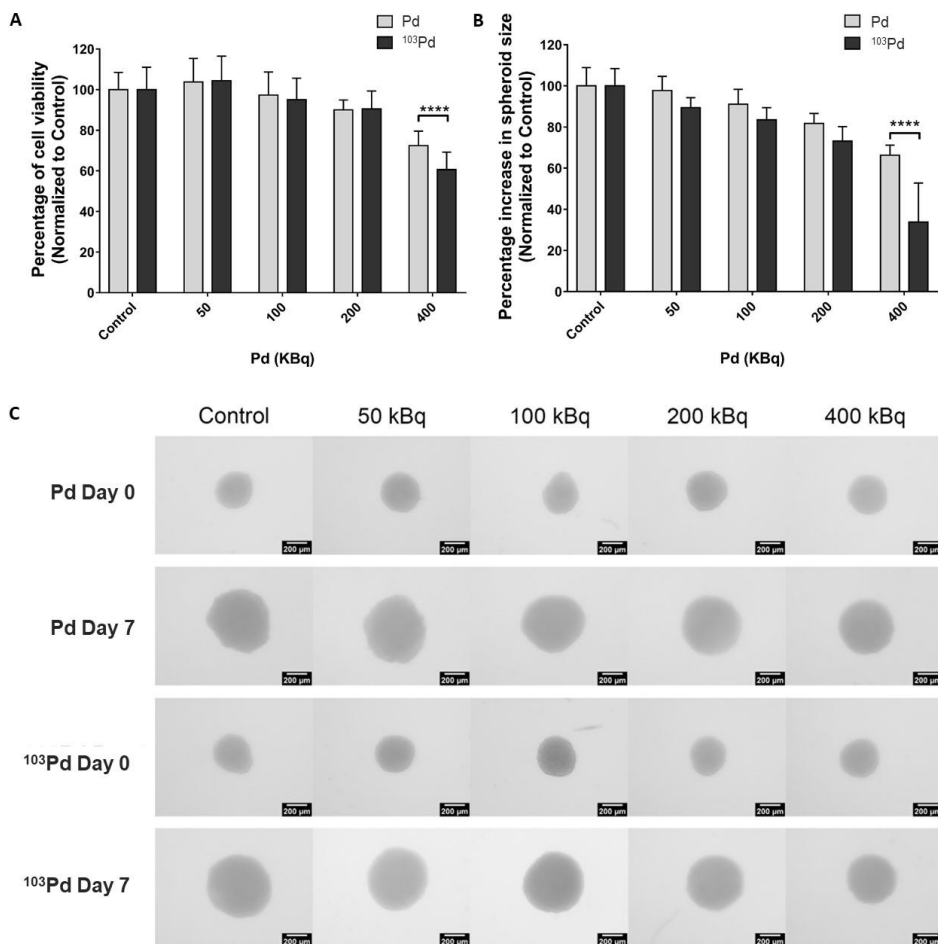 A
Pd
¹⁰³Pd
Percentage of cell viability
(Normalized to Control)
120
100
80
60
40
20
0
****
Control
50
100
200
400
Pd (KBq)
B
Pd
¹⁰³Pd
Percentage increase in spheroid size
(Normalized to Control)
120
100
80
60
40
20
0
****
Control
50
100
200
400
Pd (KBq)
C
Control 50 kBq 100 kBq 200 kBq 400 kBq
Pd Day 0
200 µm 200 µm 200 µm 200 µm 200 µm
Pd Day 7
200 µm 200 µm 200 µm 200 µm 200 µm
¹⁰³Pd Day 0
200 µm 200 µm 200 µm 200 µm 200 µm
¹⁰³Pd Day 7
200 µm 200 µm 200 µm 200 µm 200 µm